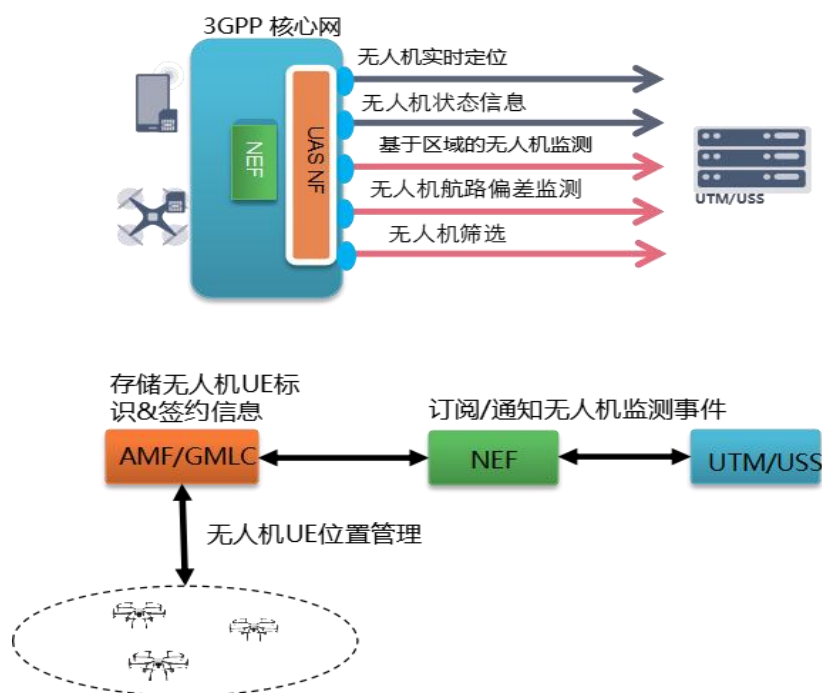 3GPP 核心网
无人机实时定位
无人机状态信息
基于区域的无人机监测
无人机航路偏差监测
无人机筛选
NEF
UAS NF
UTM/USS
存储无人机UE标
识&签约信息
订阅/通知无人机监测事件
AMF/GMLC
NEF
UTM/USS
无人机UE位置管理